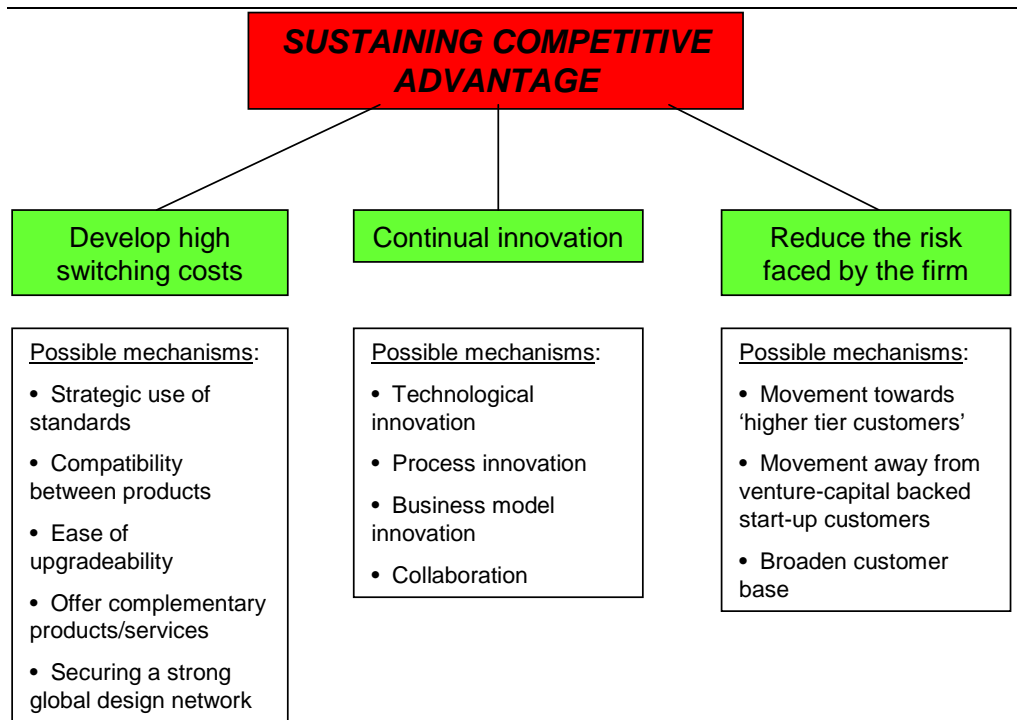 SUSTAINING COMPETITIVE
ADVANTAGE
Develop high
switching costs
Possible mechanisms:
• Strategic use of
standards
• Compatibility
between products
• Ease of
upgradeability
• Offer complementary
products/services
• Securing a strong
global design network
Continual innovation
Possible mechanisms:
• Technological
innovation
• Process innovation
• Business model
innovation
• Collaboration
Reduce the risk
faced by the firm
Possible mechanisms:
• Movement towards
‘higher tier customers’
• Movement away from
venture-capital backed
start-up customers
• Broaden customer
base